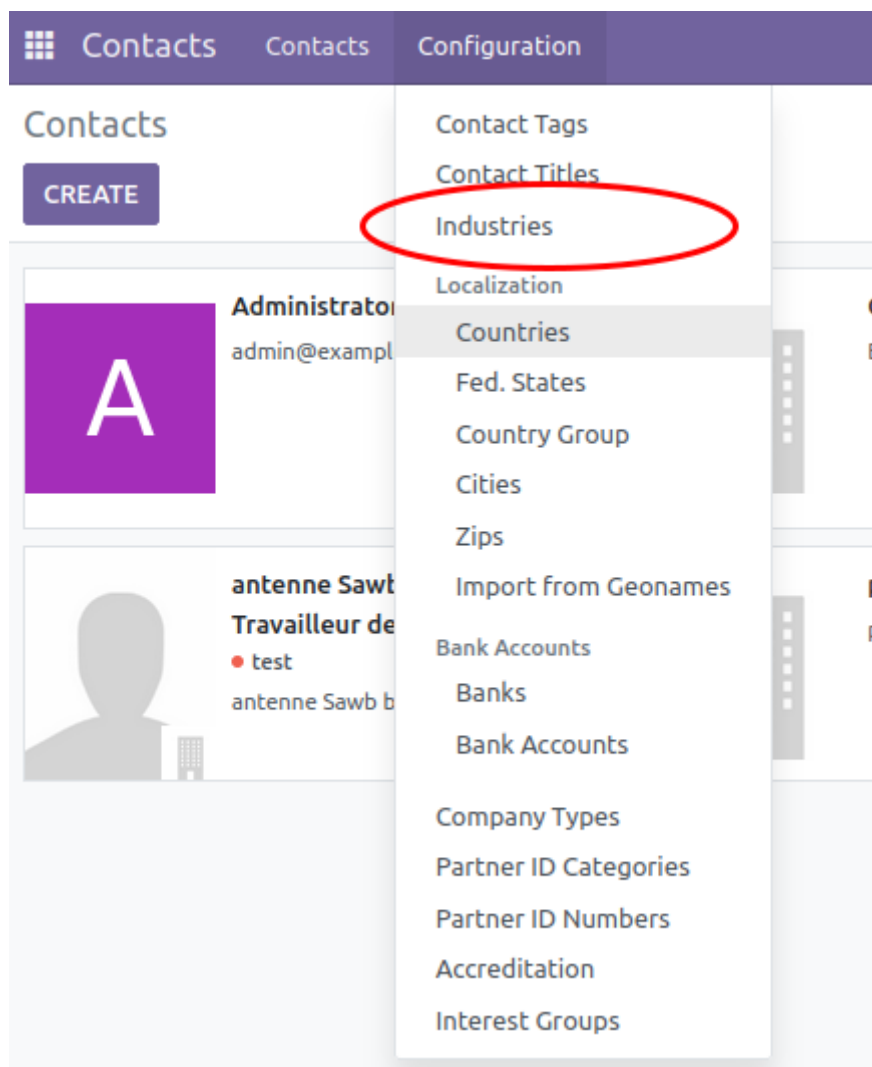 Contacts Contacts Configuration
Contacts
CREATE
Contact Tags
Contact Titles
Industries
Localization
Countries
Fed. States
Country Group
Cities
Zips
Import from Geonames
Bank Accounts
Banks
Bank Accounts
Company Types
Partner ID Categories
Partner ID Numbers
Accreditation
Interest Groups
A
Administrator
admin@exampl
antenne Sawb
Travailleur de
test
antenne Sawb b